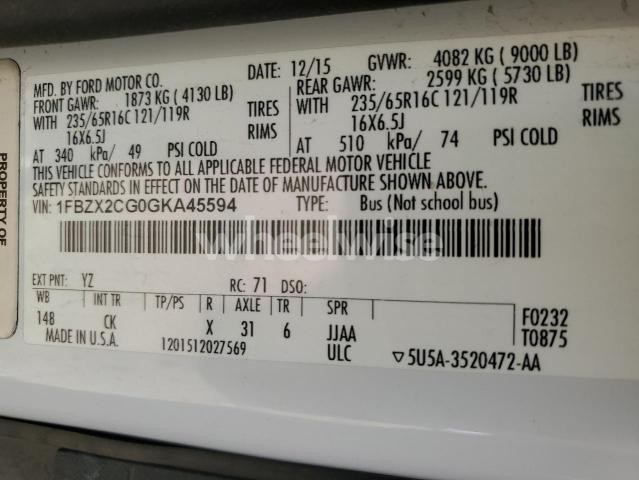 PROPERTY OF
MFD. BY FORD MOTOR CO. DATE: 12/15 GVWR: 4082 KG ( 9000 LB)
FRONT GAWR: 1873 KG ( 4130 LB) REAR GAWR: 2599 KG ( 5730 LB)
WITH 235/65R16C 121/119R TIRES WITH 235/65R16C 121/119R TIRES
16X6.5J RIMS 16X6.5J RIMS
AT 340 kPa/ 49 PSI COLD AT 510 kPa/ 74 PSI COLD
THIS VEHICLE CONFORMS TO ALL APPLICABLE FEDERAL MOTOR VEHICLE
SAFETY STANDARDS IN EFFECT ON THE DATE OF MANUFACTURE SHOWN ABOVE.
VIN: 1FBZX2CG0GKA45594 TYPE: Bus (Not school bus)
wheelwise
EXT PNT: YZ RC: 71 DSO:
WB INT TR TP/PS R AXLE TR SPR
148 CK X 31 6 JJAA F0232
MADE IN U.S.A. 1201512027569 ULC ▽5U5A-3520472-AA T0875